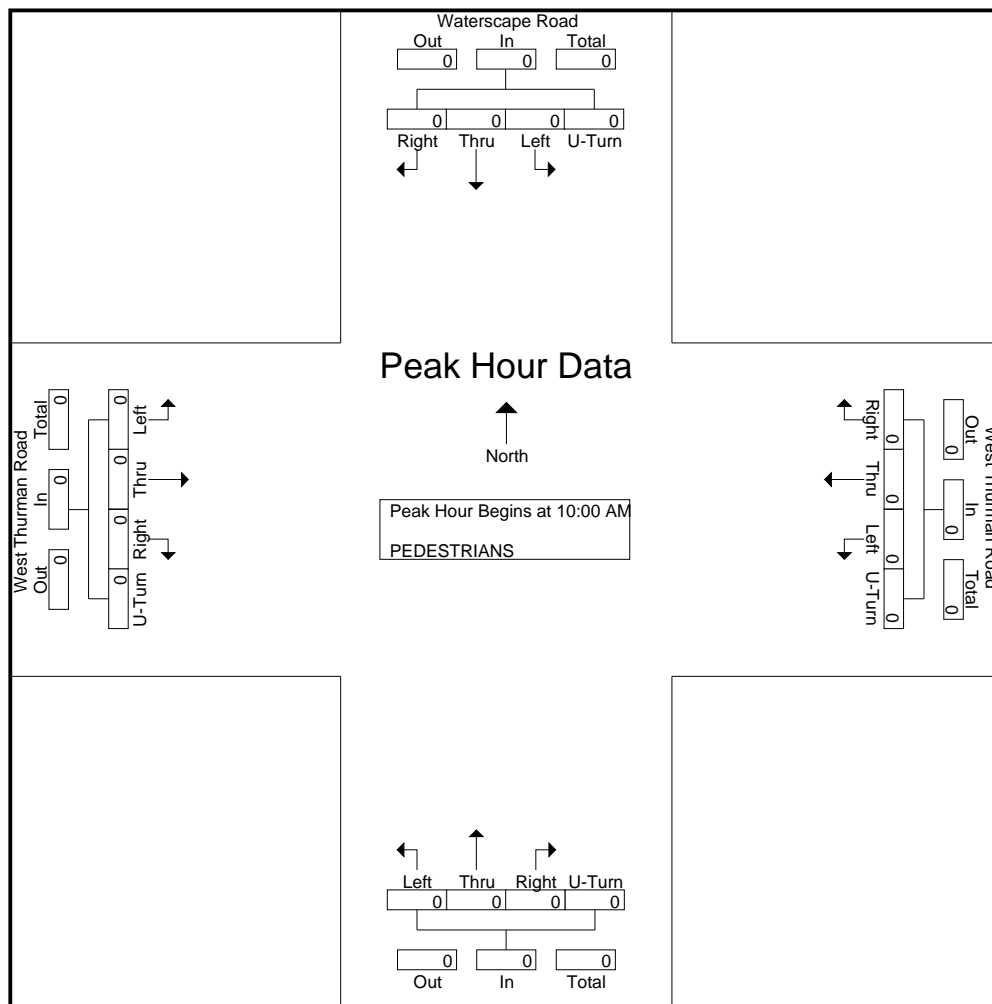 Waterscape Road
Out In Total
0 0 0
0 0 0 0
Right Thru Left U-Turn
Peak Hour Data
North
Peak Hour Begins at 10:00 AM
PEDESTRIANS
West Thurman Road
Out In Total
0 0 0
0 0 0 0
Left Thru Right U-Turn
West Thurman Road
Out In Total
0 0 0
0 0 0 0
Right Thru Left U-Turn
Left Thru Right U-Turn
0 0 0 0
0 0 0
Out In Total